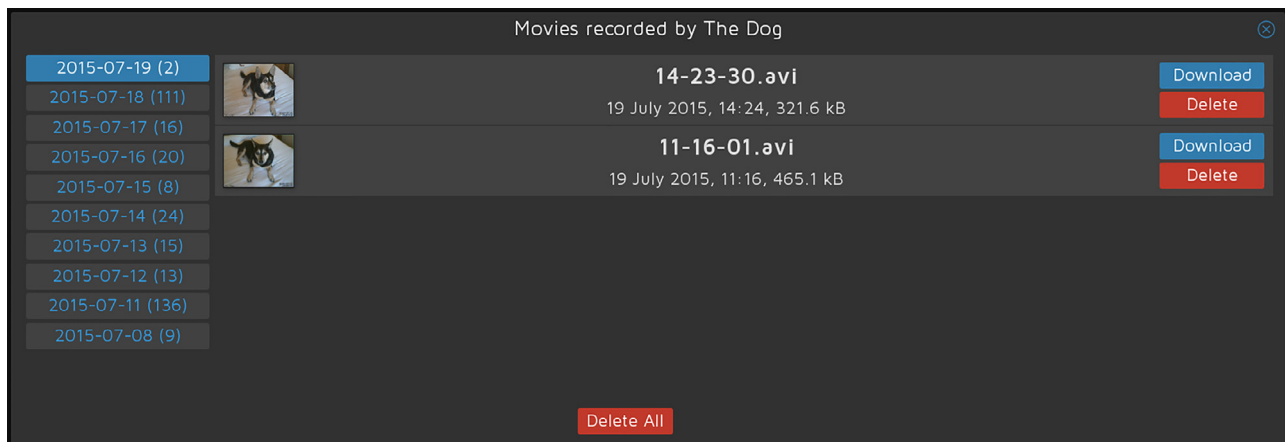 Movies recorded by The Dog
2015-07-19 (2)
2015-07-18 (111)
2015-07-17 (16)
2015-07-16 (20)
2015-07-15 (8)
2015-07-14 (24)
2015-07-13 (15)
2015-07-12 (13)
2015-07-11 (136)
2015-07-08 (9)
14-23-30.avi
19 July 2015, 14:24, 321.6 kB
Download
Delete
11-16-01.avi
19 July 2015, 11:16, 465.1 kB
Download
Delete
Delete All